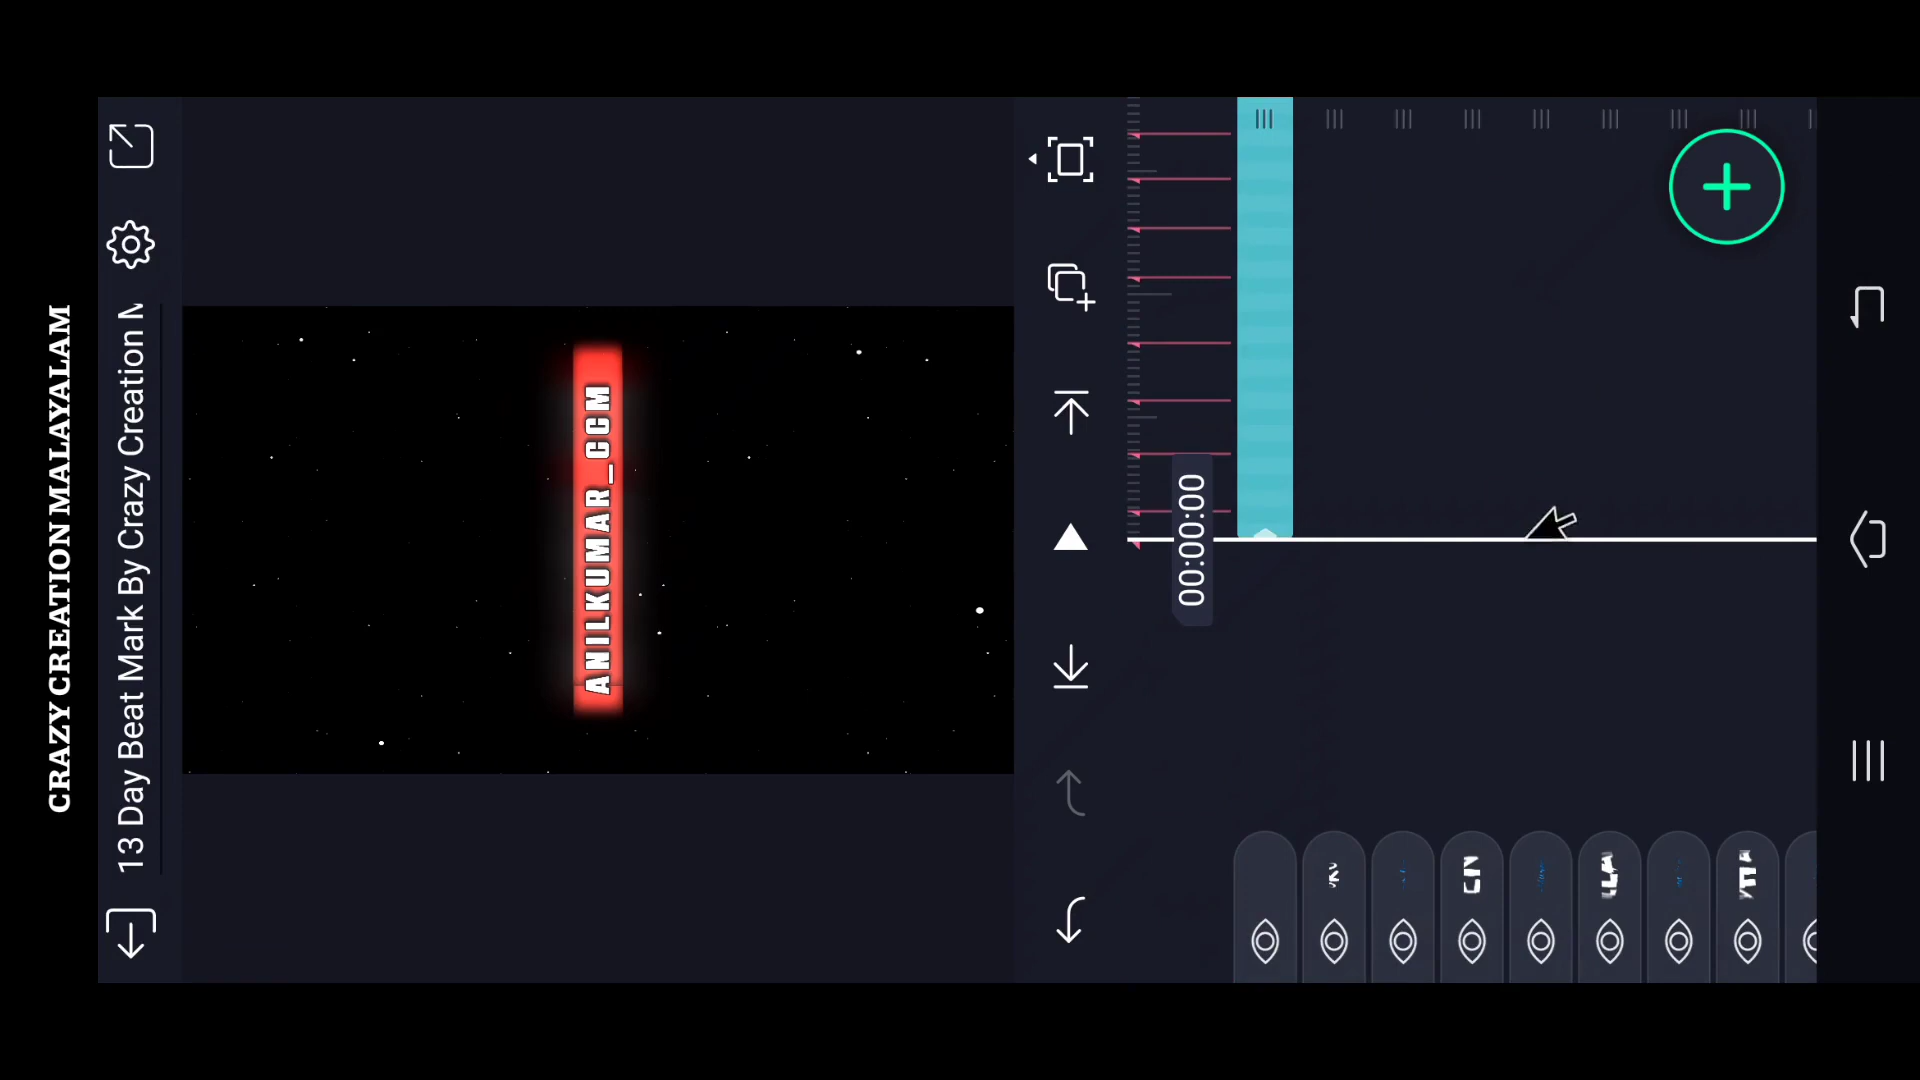 CRAZY CREATION MALAYALAM
13 Day Beat Mark By Crazy Creation
ANILKUMAR_CCM
00:00:00